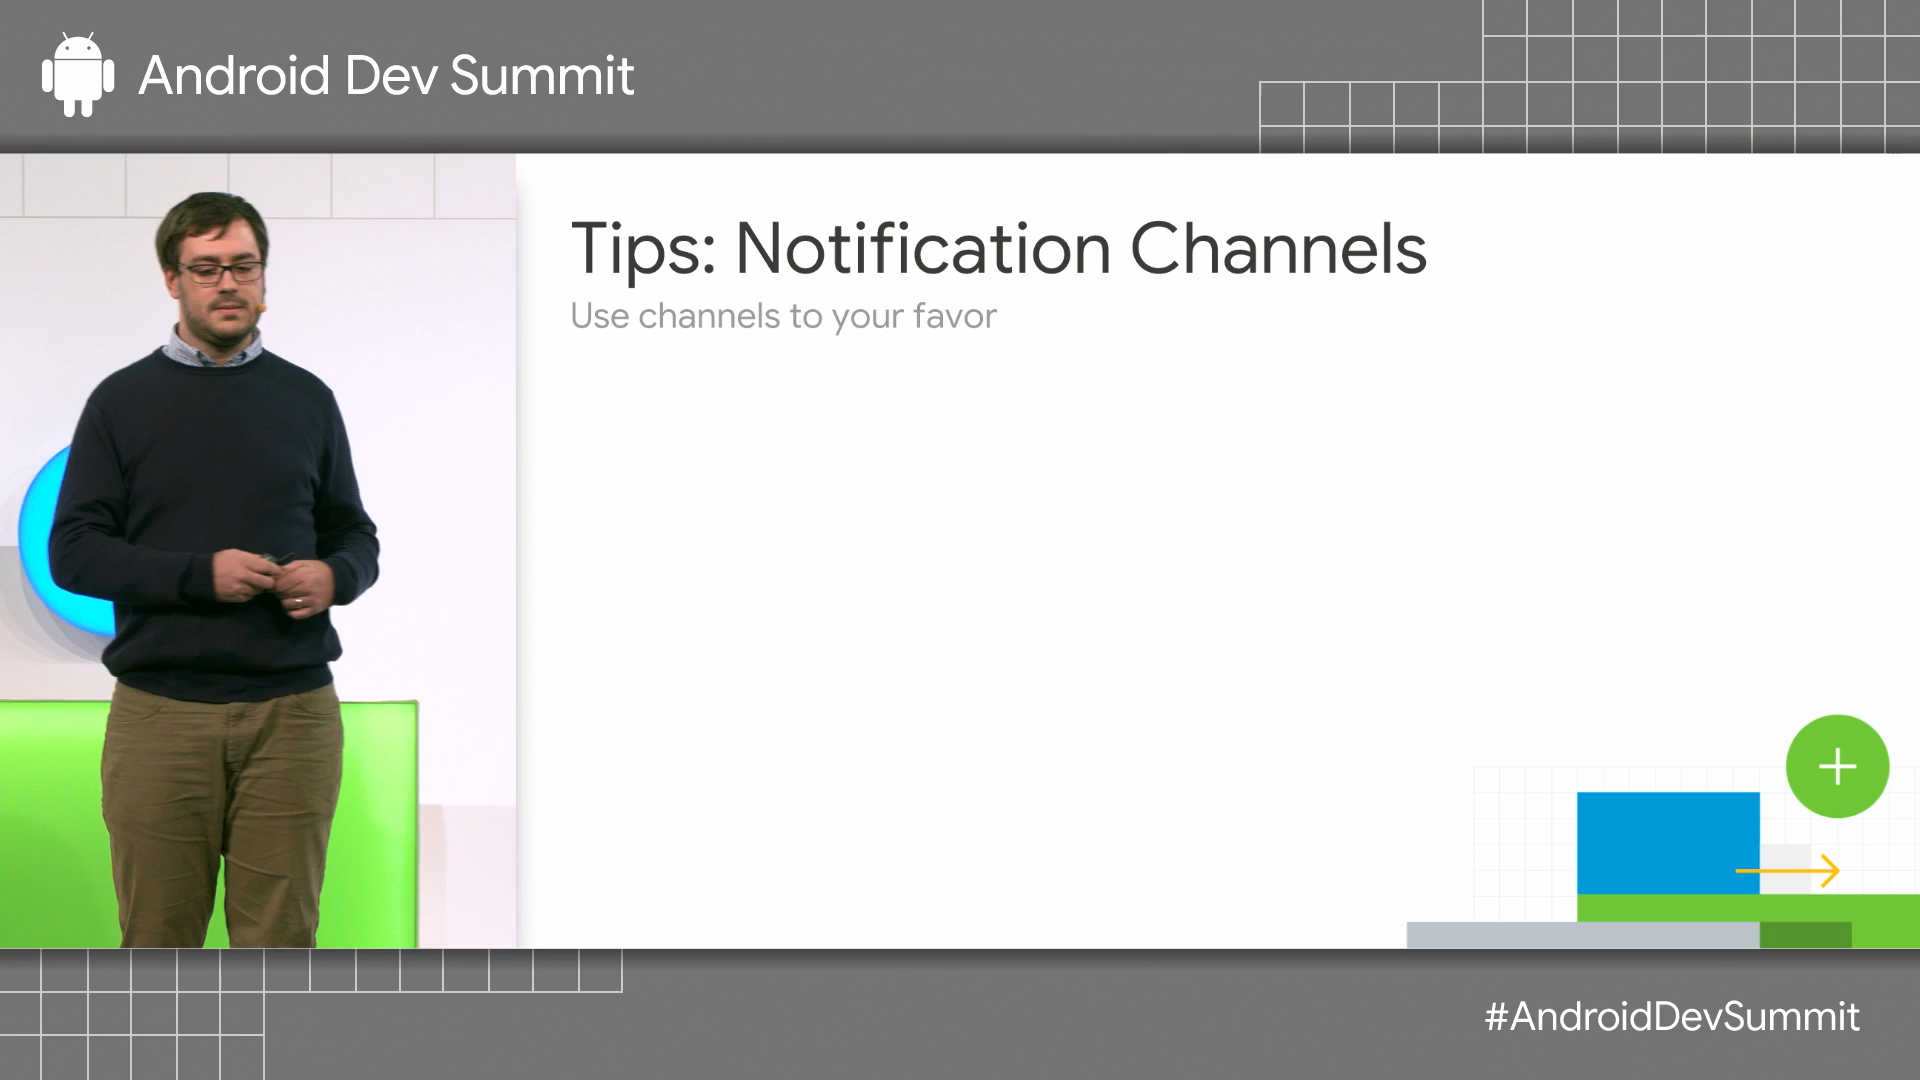 Android Dev Summit
Tips: Notification Channels
Use channels to your favor
#AndroidDevSummit